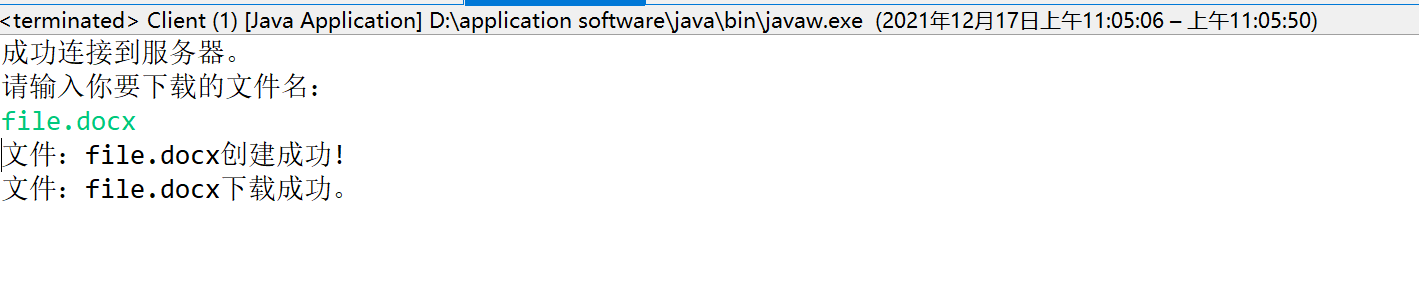 <terminated> Client (1) [Java Application] D:\application software\java\bin\javaw.exe  (2021年12月17日上午11:05:06 – 上午11:05:50)
成功连接到服务器。
请输入你要下载的文件名：
file.docx
文件：file.docx创建成功!
文件：file.docx下载成功。